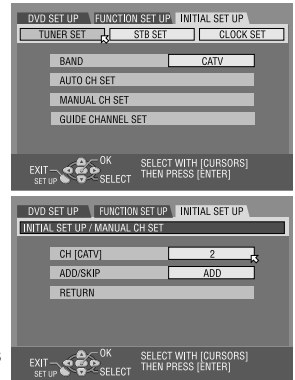 DVD SET UP FUNCTION SET UP INITIAL SET UP
TUNER SET STB SET CLOCK SET
BAND CATV
AUTO CH SET
MANUAL CH SET
GUIDE CHANNEL SET
OK
EXIT
SET UP
SELECT
SELECT WITH [CURSORS]
THEN PRESS [ENTER]
DVD SET UP FUNCTION SET UP INITIAL SET UP
INITIAL SET UP / MANUAL CH SET
CH [CATV] 2
ADD/SKIP ADD
RETURN
OK
EXIT
SET UP
SELECT
SELECT WITH [CURSORS]
THEN PRESS [ENTER]